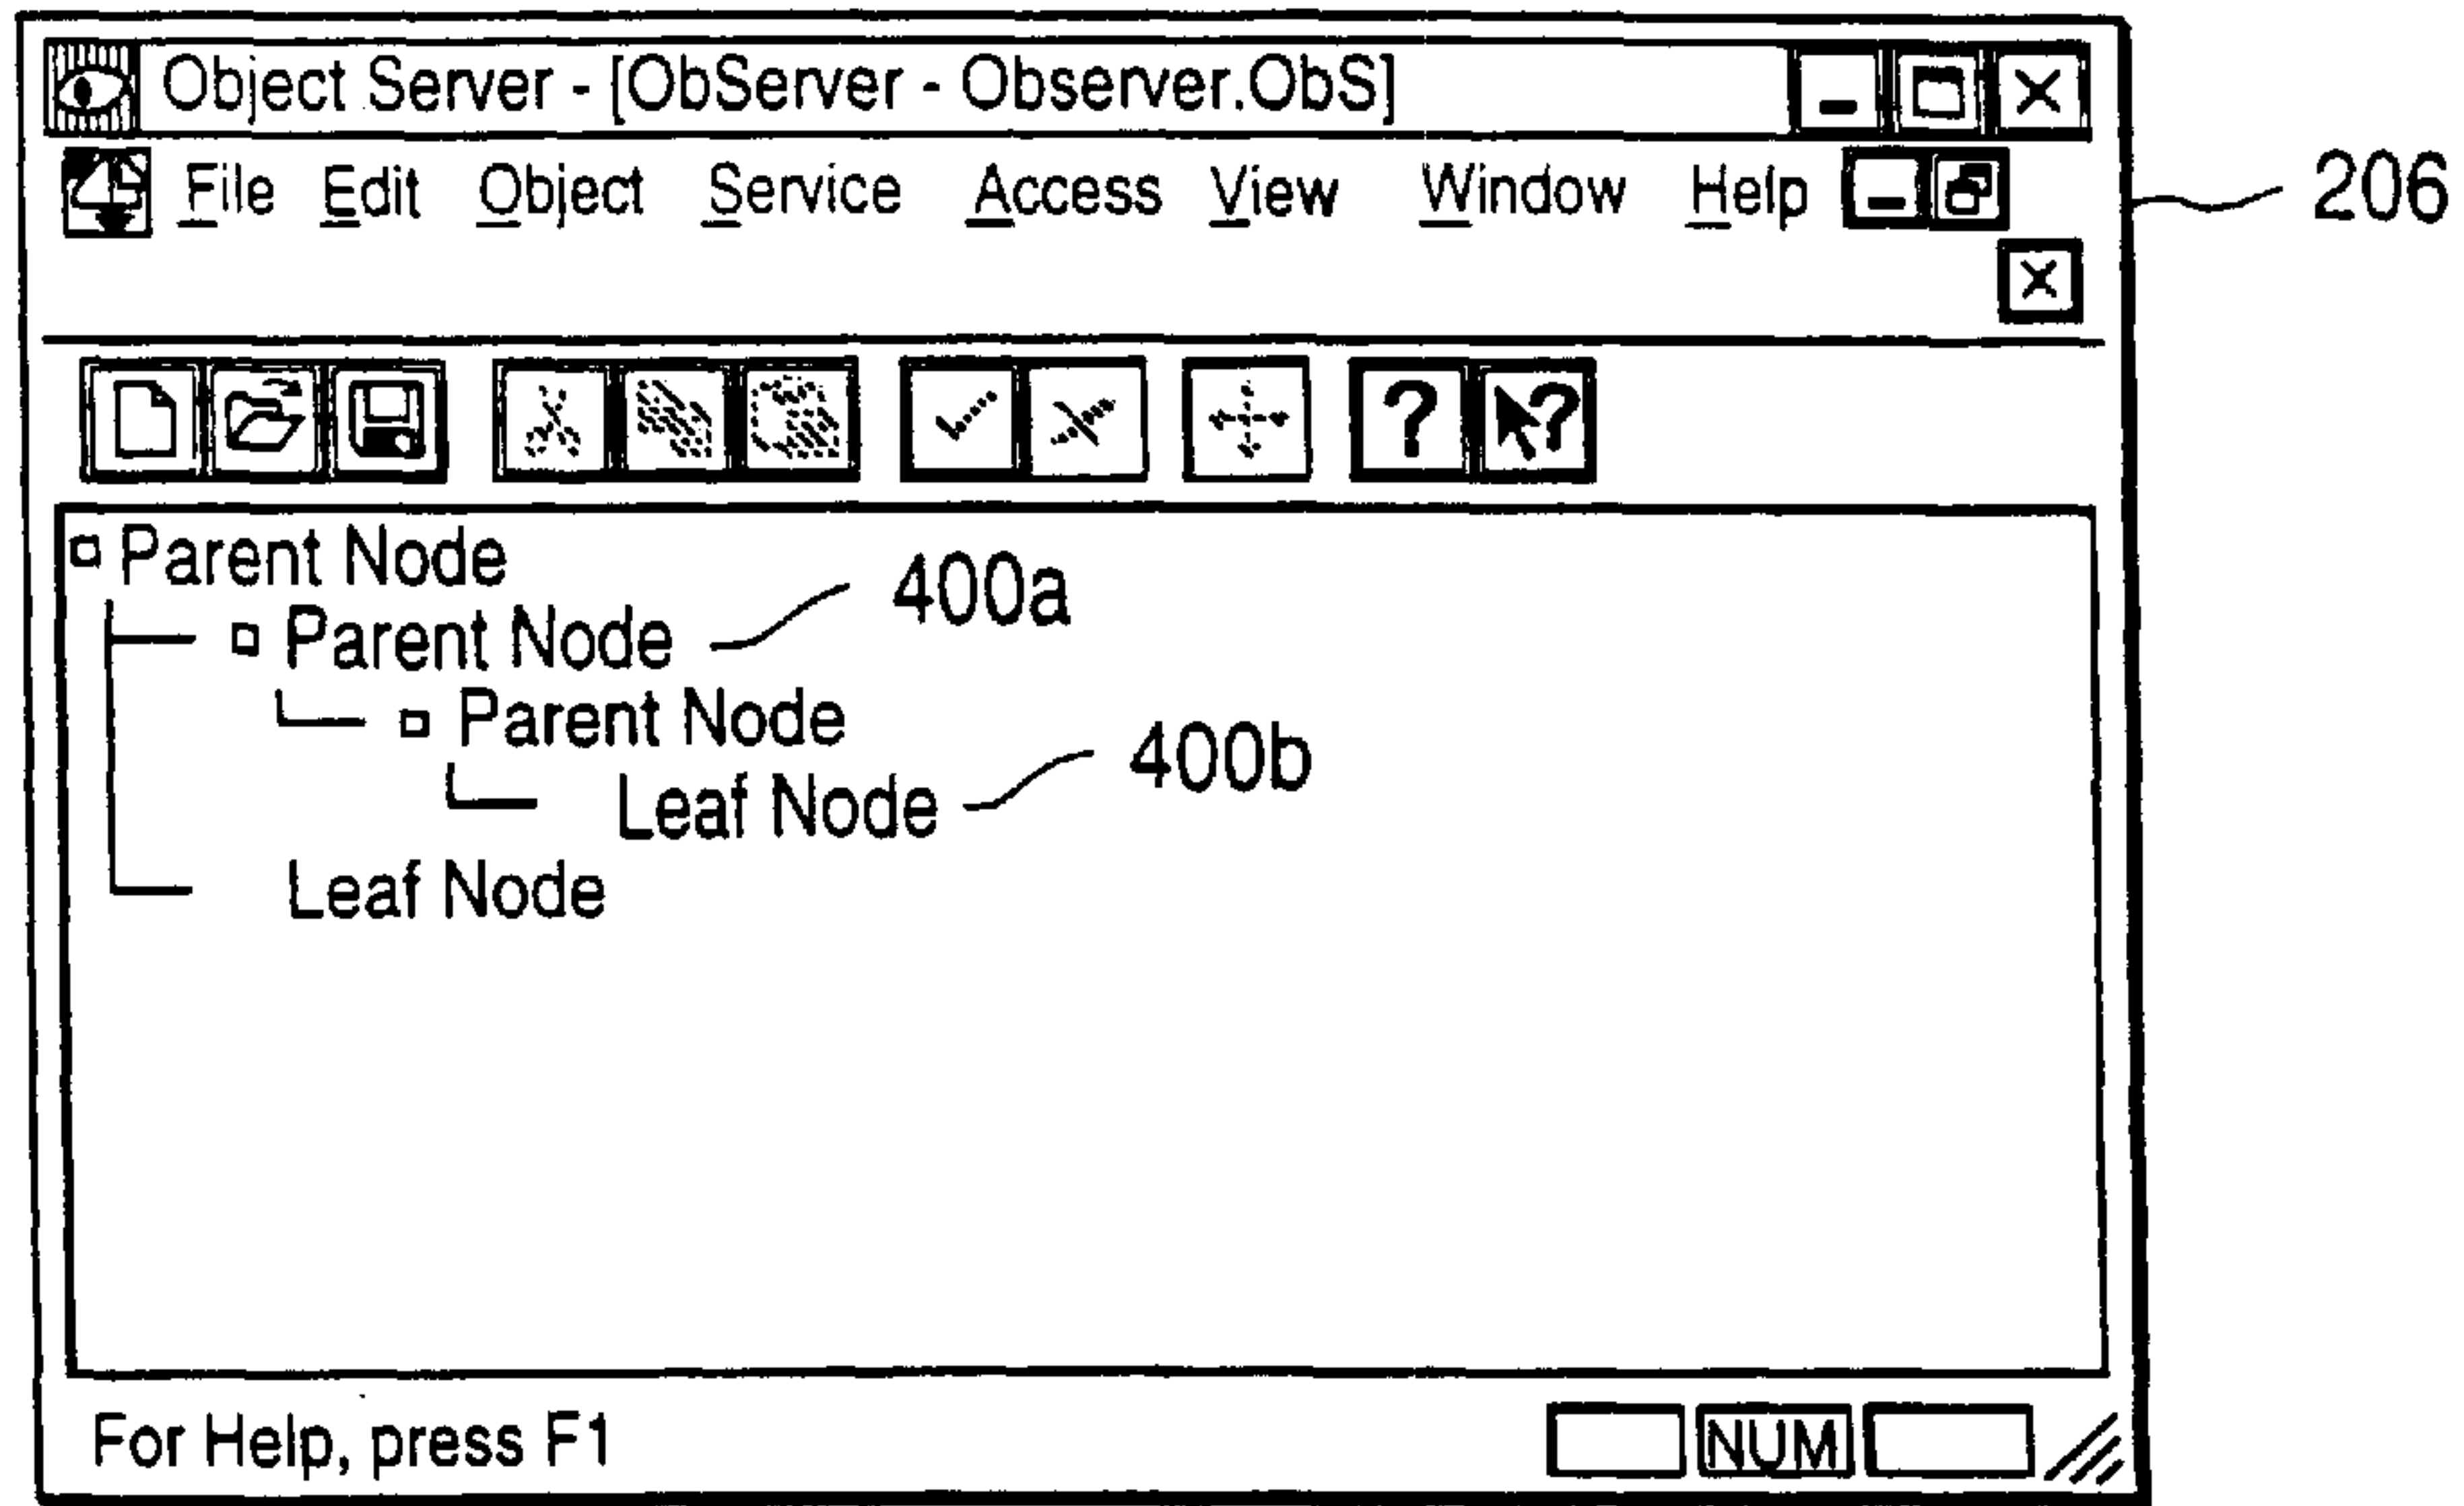 Object Server - [ObServer - Observer.ObS]
File Edit Object Service Access View Window Help
206
Parent Node
Parent Node
400a
Parent Node
Leaf Node
400b
Leaf Node
For Help, press F1
NUM